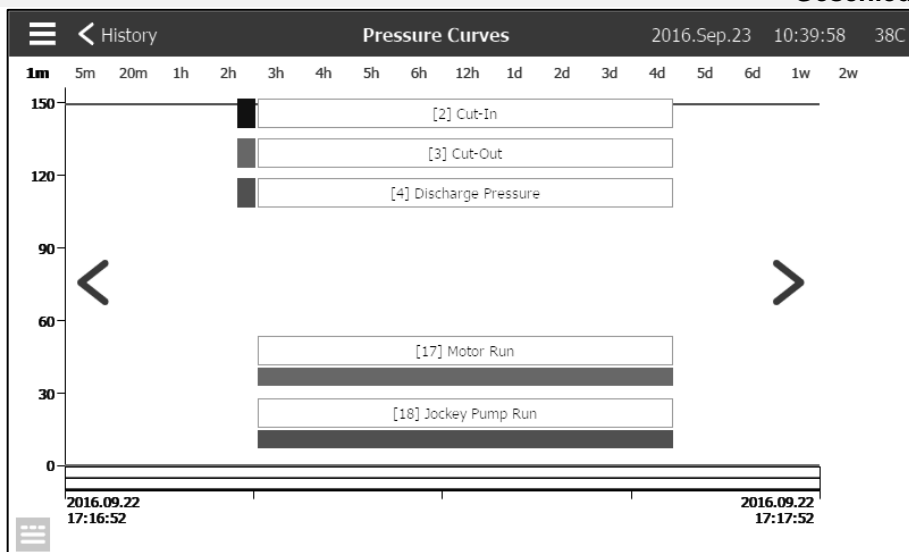 History Pressure Curves 2016.Sep.23 10:39:58 38C
1m 5m 20m 1h 2h 3h 4h 5h 6h 12h 1d 2d 3d 4d 5d 6d 1w 2w
150
[2] Cut-In
[3] Cut-Out
120
[4] Discharge Pressure
90
60
[17] Motor Run
30
[18] Jockey Pump Run
0
2016.09.22 2016.09.22
17:16:52 17:17:52